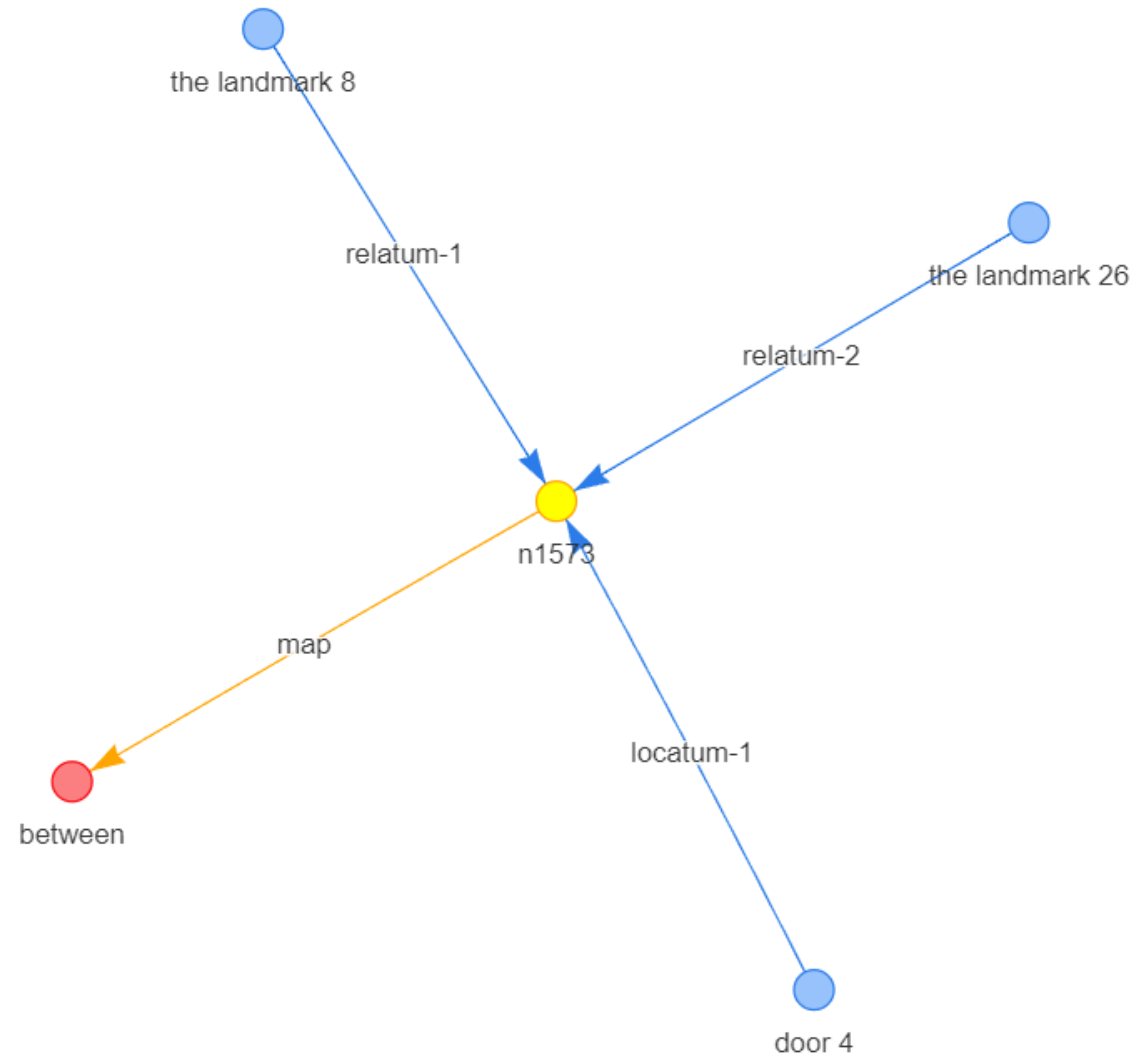 the landmark 8
relatum-1
the landmark 26
relatum-2
n1573
map
locatum-1
between
door 4